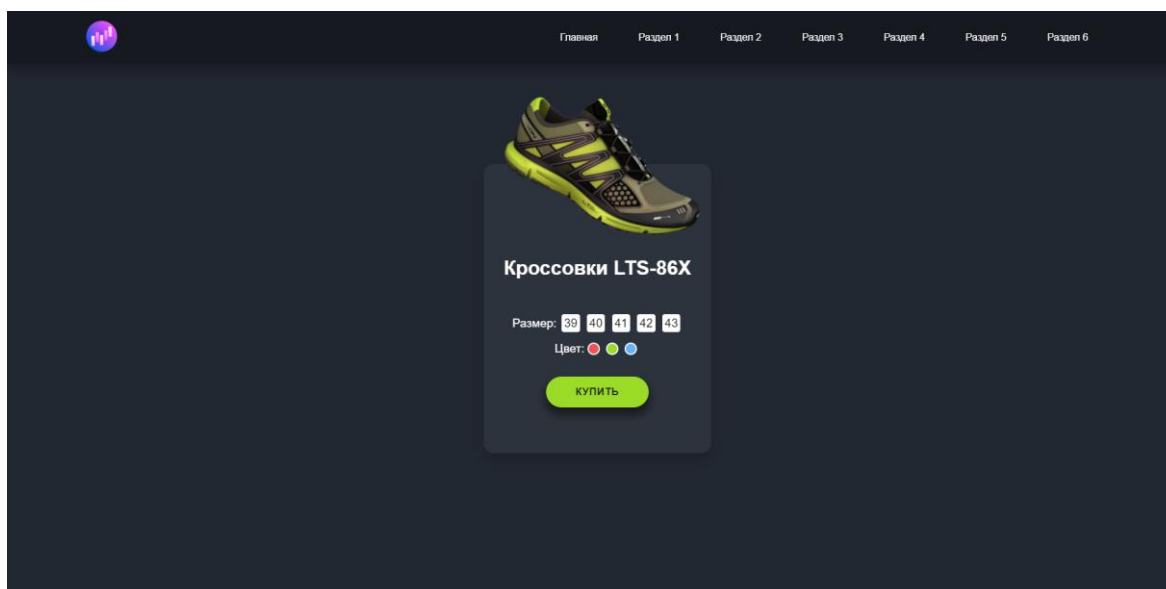 Главная Раздел 1 Раздел 2 Раздел 3 Раздел 4 Раздел 5 Раздел 6
Кроссовки LTS-86X
Размер: 39 40 41 42 43
Цвет:
КУПИТЬ